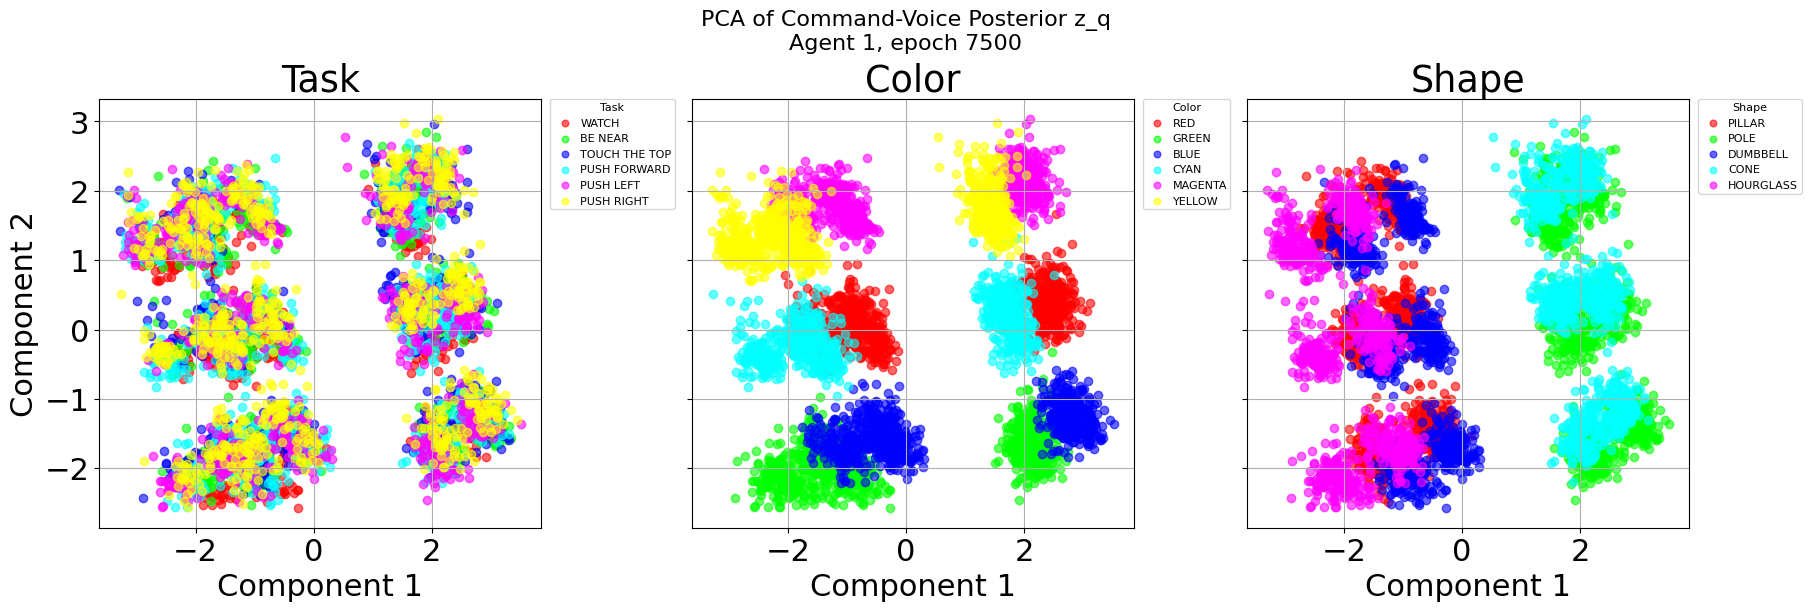 PCA of Command-Voice Posterior z_q
Agent 1, epoch 7500
Task
Color
Shape
Task
WATCH
BE NEAR
TOUCH THE TOP
PUSH FORWARD
PUSH LEFT
PUSH RIGHT
Color
RED
GREEN
BLUE
CYAN
MAGENTA
YELLOW
Shape
PILLAR
POLE
DUMBBELL
CONE
HOURGLASS
3
2
1
0
−1
−2
Component 2
−2 0 2
−2 0 2
−2 0 2
Component 1
Component 1
Component 1